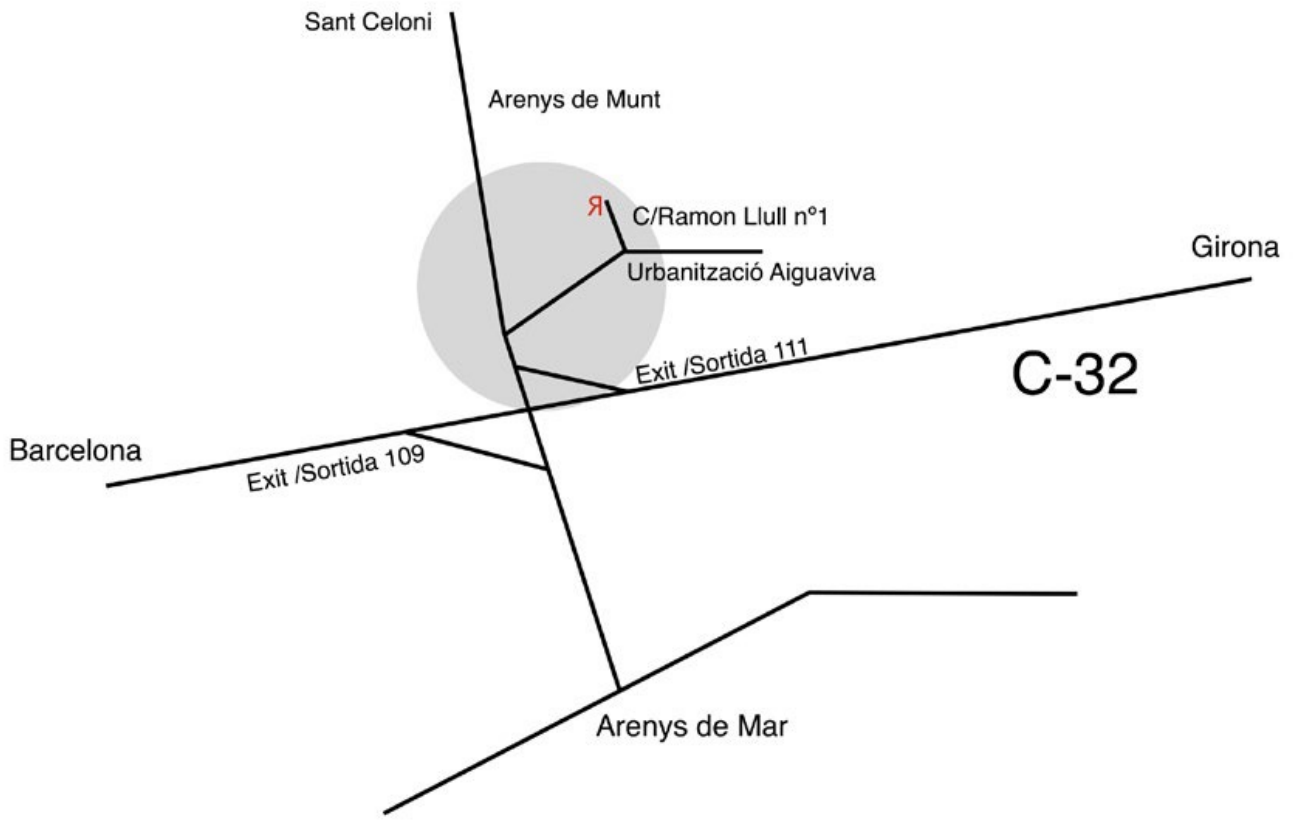 Sant Celoni
Arenys de Munt
Я
C/Ramon Llull nº1
Urbanització Aiguaviva
Girona
Exit /Sortida 111
C-32
Barcelona
Exit /Sortida 109
Arenys de Mar